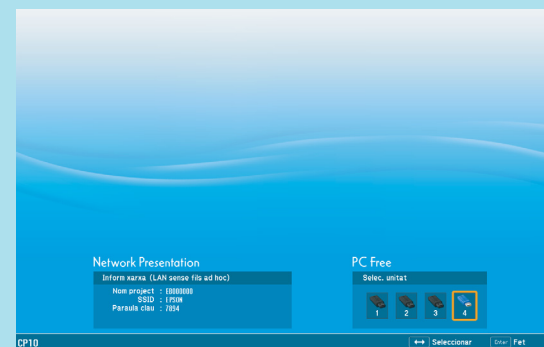 Network Presentation
Inform xarxa (LAN sense fils ad hoc)
Nom project : EB000000
SSID : EPSON
Paraula clau : 7894
PC Free
Selec. unitat
1 2 3 4
CP10 Seleccionar Enter Fet